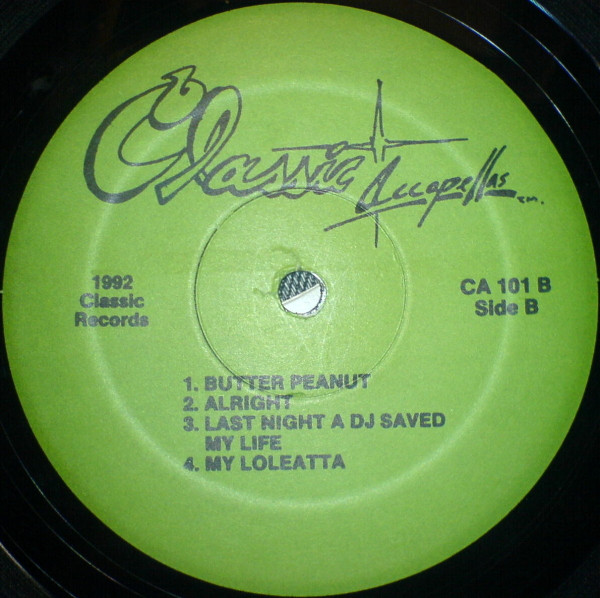 Classic
Accapellas T.M.
1992
Classic
Records
CA 101 B
Side B
1. BUTTER PEANUT
2. ALRIGHT
3. LAST NIGHT A DJ SAVED
MY LIFE
4. MY LOLEATTA